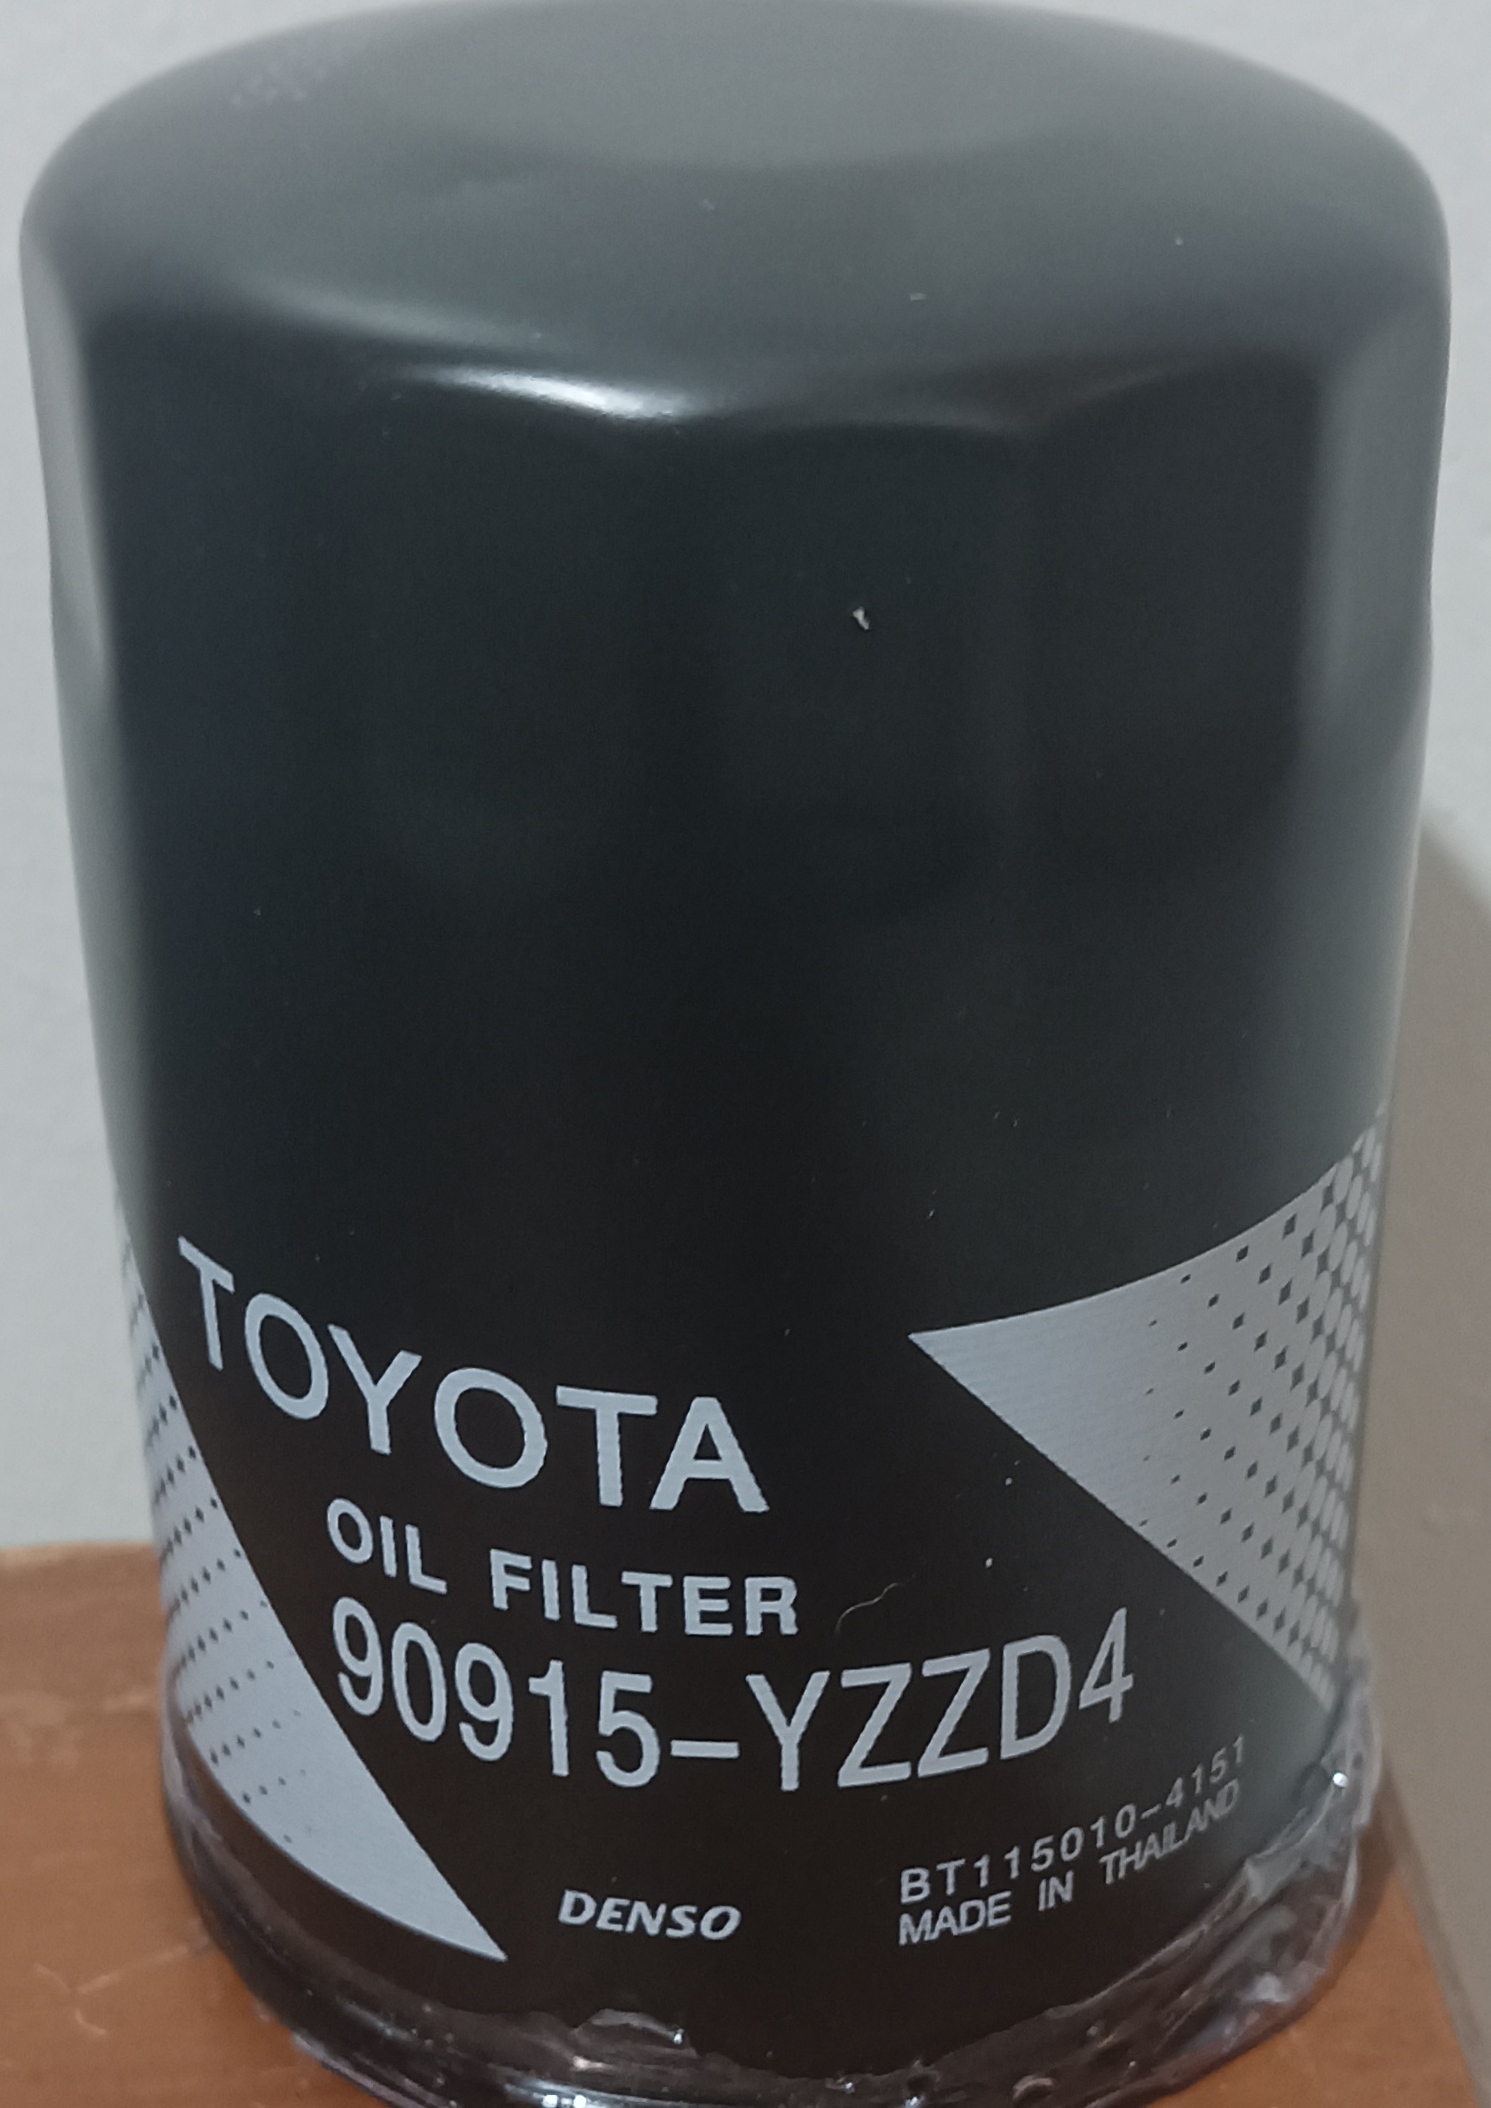 TOYOTA
OIL FILTER
90915-YZZD4
DENSO
BT115010-4151
MADE IN THAILAND